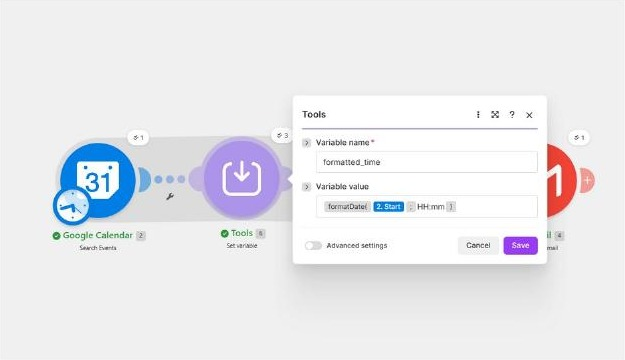 1
3
1
31
Google Calendar 2
Search Events
Tools 6
Set variable
Tools
?
Variable name*
formatted_time
Variable value
formatDate( 2. Start ; HH:mm )
Advanced settings
Cancel
Save
il 4
mail